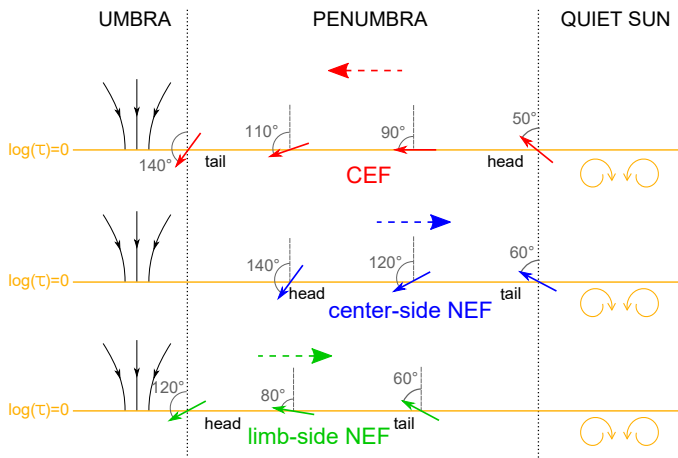 UMBRA PENUMBRA QUIET SUN
110° 90° 50°
log(τ)=0
140° tail head
CEF
140° 120° 60°
log(τ)=0
head tail
center-side NEF
120° 80° 60°
log(τ)=0
head tail
limb-side NEF